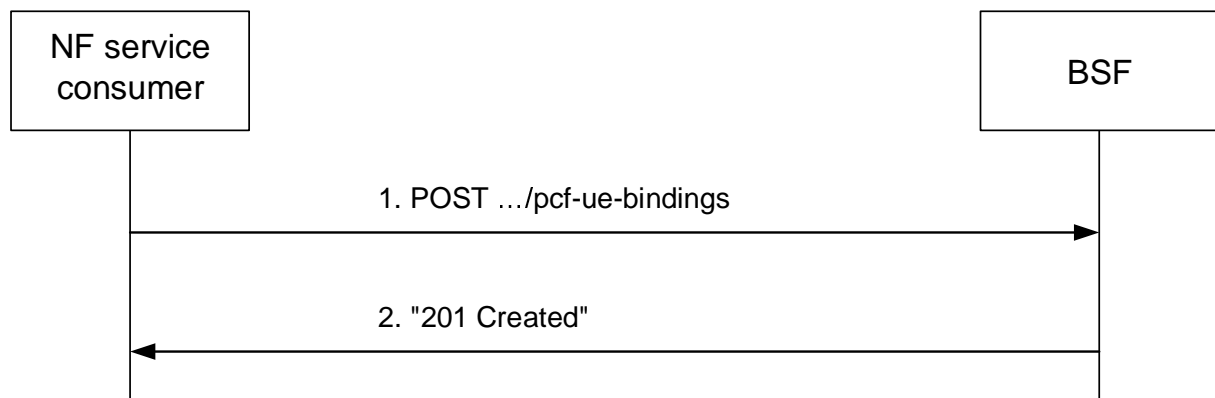 NF service
consumer
BSF
1. POST …/pcf-ue-bindings
2. "201 Created"